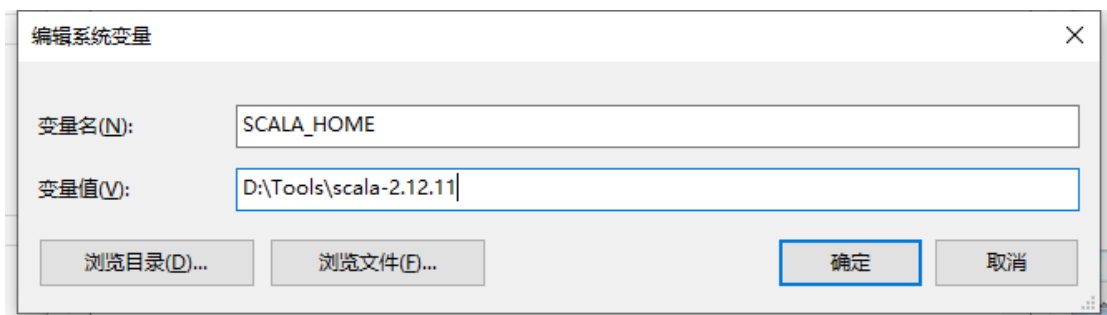 编辑系统变量
变量名(N): SCALA_HOME
变量值(V): D:\Tools\scala-2.12.11
浏览目录(D)... 浏览文件(F)... 确定 取消